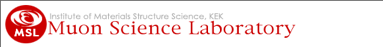 Institute of Materials Structure Science, KEK
MSL Muon Science Laboratory